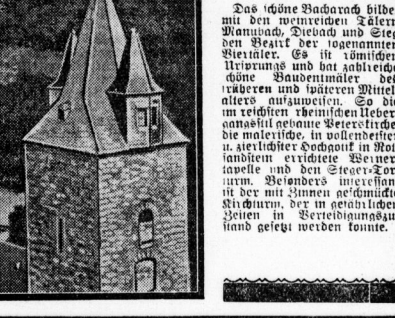 Das schöne Bacharach bildet
mit den weinreichen Tälern
Manubach, Diebach und Steg
den Bezirk der sogenannten
Viertäler. Es ist römischen
Ursprungs und hat zahlreiche
schöne Baudenkmäler des
früheren und späteren Mittel
alters aufzuweisen. So die
im reichsten rheinischen Ueber
gangsstil gebaute Peterskirche
die malerische, in vollendetster
u. zierlichster Hochgotik in Rot
sandstein errichtete Werner
kapelle und den Steger-Tor
turm. Besonders interessant
ist der mit Zinnen geschmückte
Kirchturm, der in gefährlichen
Zeiten in Verteidigungszu
stand gesetzt werden konnte.